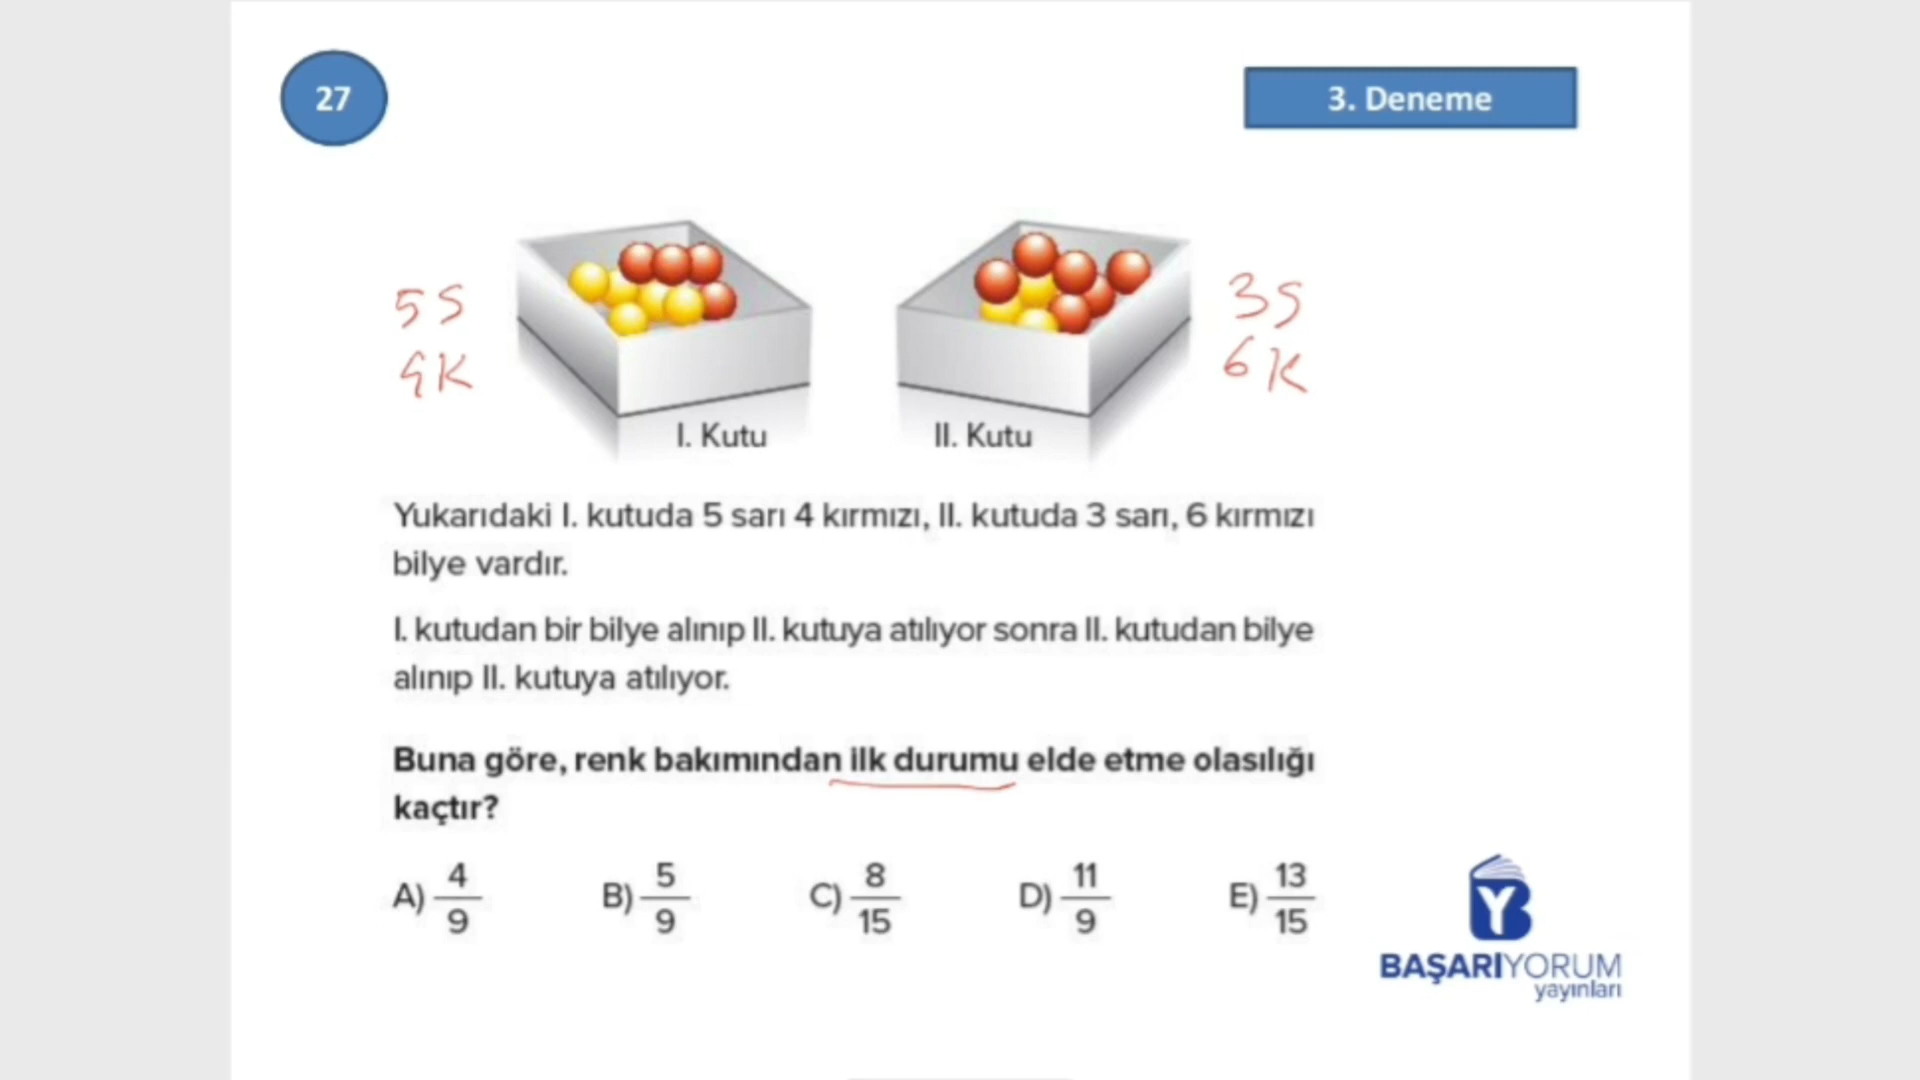 27
3. Deneme
5S
4K
3S
6K
I. Kutu
II. Kutu
Yukarıdaki I. kutuda 5 sarı 4 kırmızı, II. kutuda 3 sarı, 6 kırmızı
bilye vardır.
I. kutudan bir bilye alınıp II. kutuya atılıyor sonra II. kutudan bilye
alınıp II. kutuya atılıyor.
Buna göre, renk bakımından ilk durumu elde etme olasılığı
kaçtır?
A) 4/9 B) 5/9 C) 8/15 D) 11/9 E) 13/15
BAŞARIYORUM
yayınları